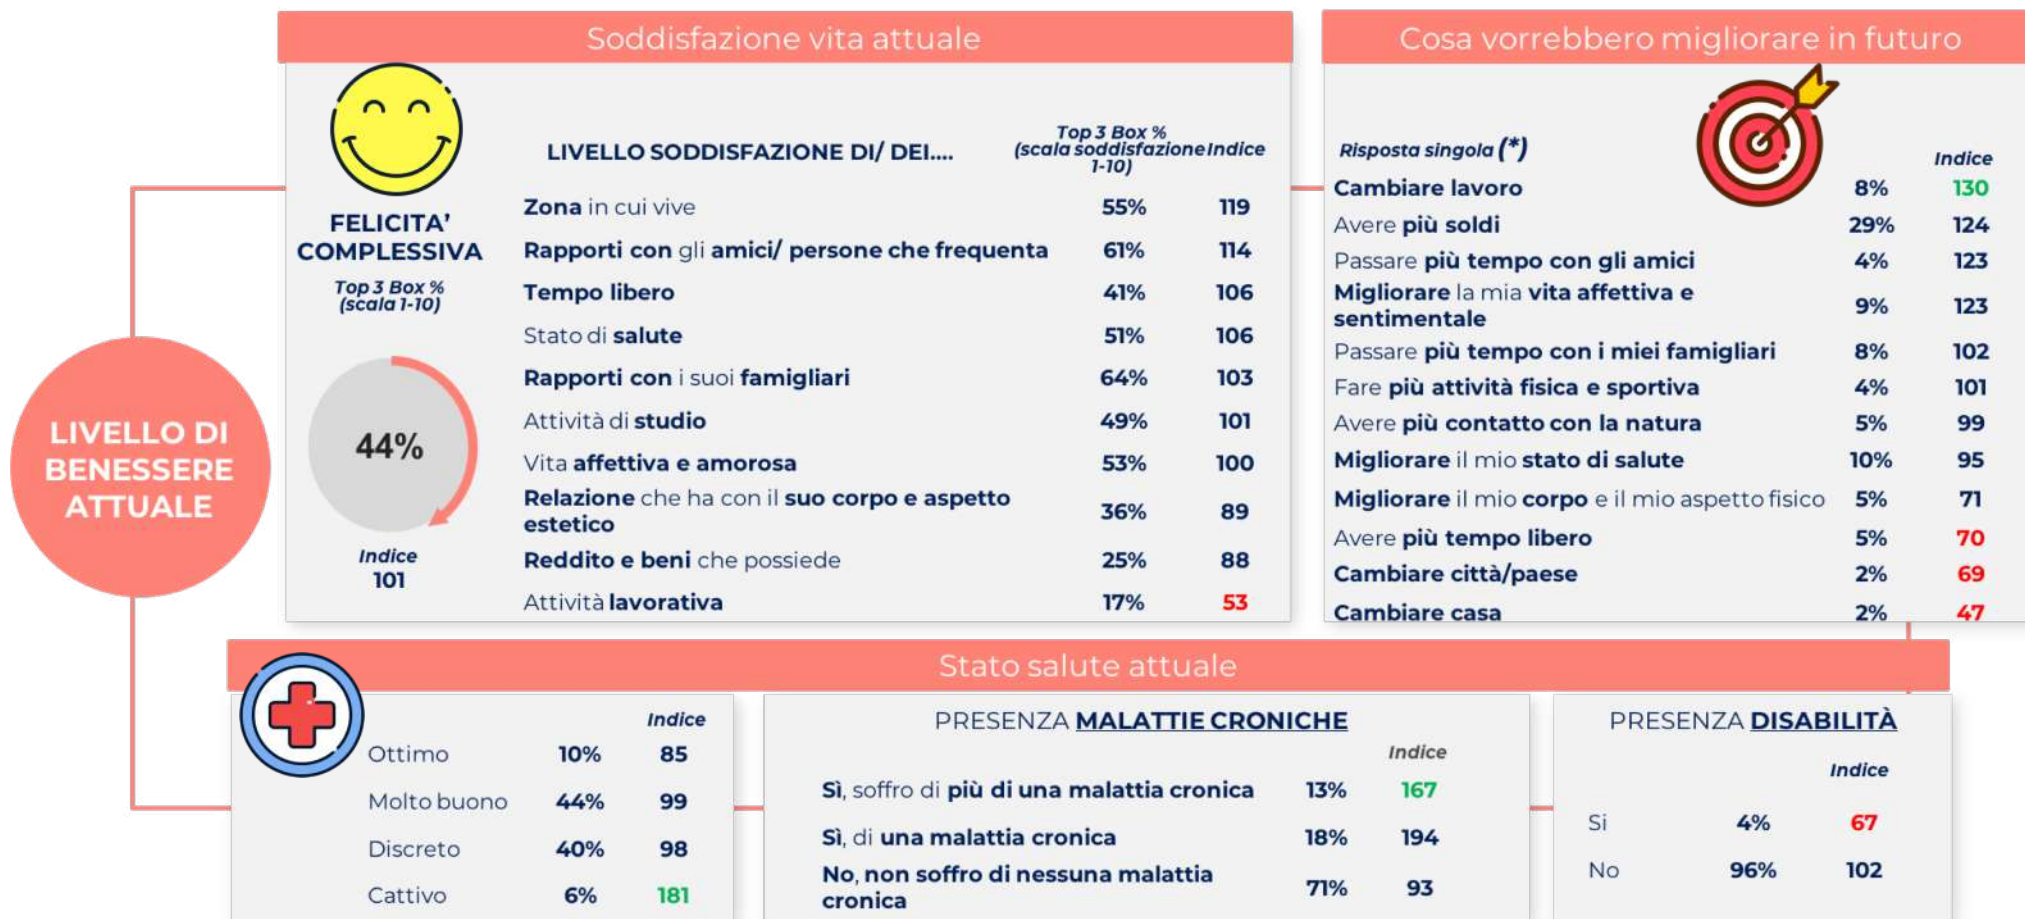 Soddisfazione vita attuale
FELICITA'
COMPLESSIVA
Top 3 Box %
(scala 1-10)
44%
Indice
101
LIVELLO SODDISFAZIONE DI/ DEI.... Top 3 Box % (scala soddisfazione 1-10) Indice
Zona in cui vive 55% 119
Rapporti con gli amici/ persone che frequenta 61% 114
Tempo libero 41% 106
Stato di salute 51% 106
Rapporti con i suoi famigliari 64% 103
Attività di studio 49% 101
Vita affettiva e amorosa 53% 100
Relazione che ha con il suo corpo e aspetto
estetico 36% 89
Reddito e beni che possiede 25% 88
Attività lavorativa 17% 53
Cosa vorrebbero migliorare in futuro
Risposta singola (*) Indice
Cambiare lavoro 8% 130
Avere più soldi 29% 124
Passare più tempo con gli amici 4% 123
Migliorare la mia vita affettiva e
sentimentale 9% 123
Passare più tempo con i miei famigliari 8% 102
Fare più attività fisica e sportiva 4% 101
Avere più contatto con la natura 5% 99
Migliorare il mio stato di salute 10% 95
Migliorare il mio corpo e il mio aspetto fisico 5% 71
Avere più tempo libero 5% 70
Cambiare città/paese 2% 69
Cambiare casa 2% 47
LIVELLO DI
BENESSERE
ATTUALE
Stato salute attuale
Indice
Ottimo 10% 85
Molto buono 44% 99
Discreto 40% 98
Cattivo 6% 181
PRESENZA MALATTIE CRONICHE
Indice
Sì, soffro di più di una malattia cronica 13% 167
Sì, di una malattia cronica 18% 194
No, non soffro di nessuna malattia
cronica 71% 93
PRESENZA DISABILITÀ
Indice
Si 4% 67
No 96% 102